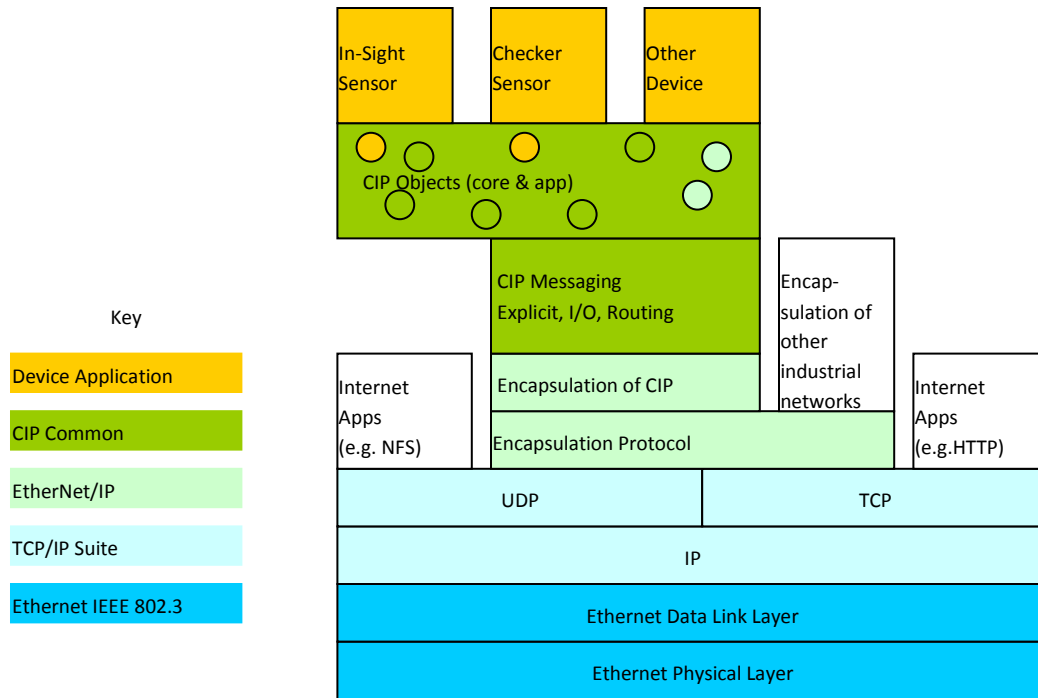 In-Sight
Sensor
Checker
Sensor
Other
Device
CIP Objects (core & app)
CIP Messaging
Explicit, I/O, Routing
Encap-
sulation of
other
industrial
networks
Key
Device Application
CIP Common
EtherNet/IP
TCP/IP Suite
Ethernet IEEE 802.3
Internet
Apps
(e.g. NFS)
Encapsulation of CIP
Encapsulation Protocol
Internet
Apps
(e.g.HTTP)
UDP
TCP
IP
Ethernet Data Link Layer
Ethernet Physical Layer